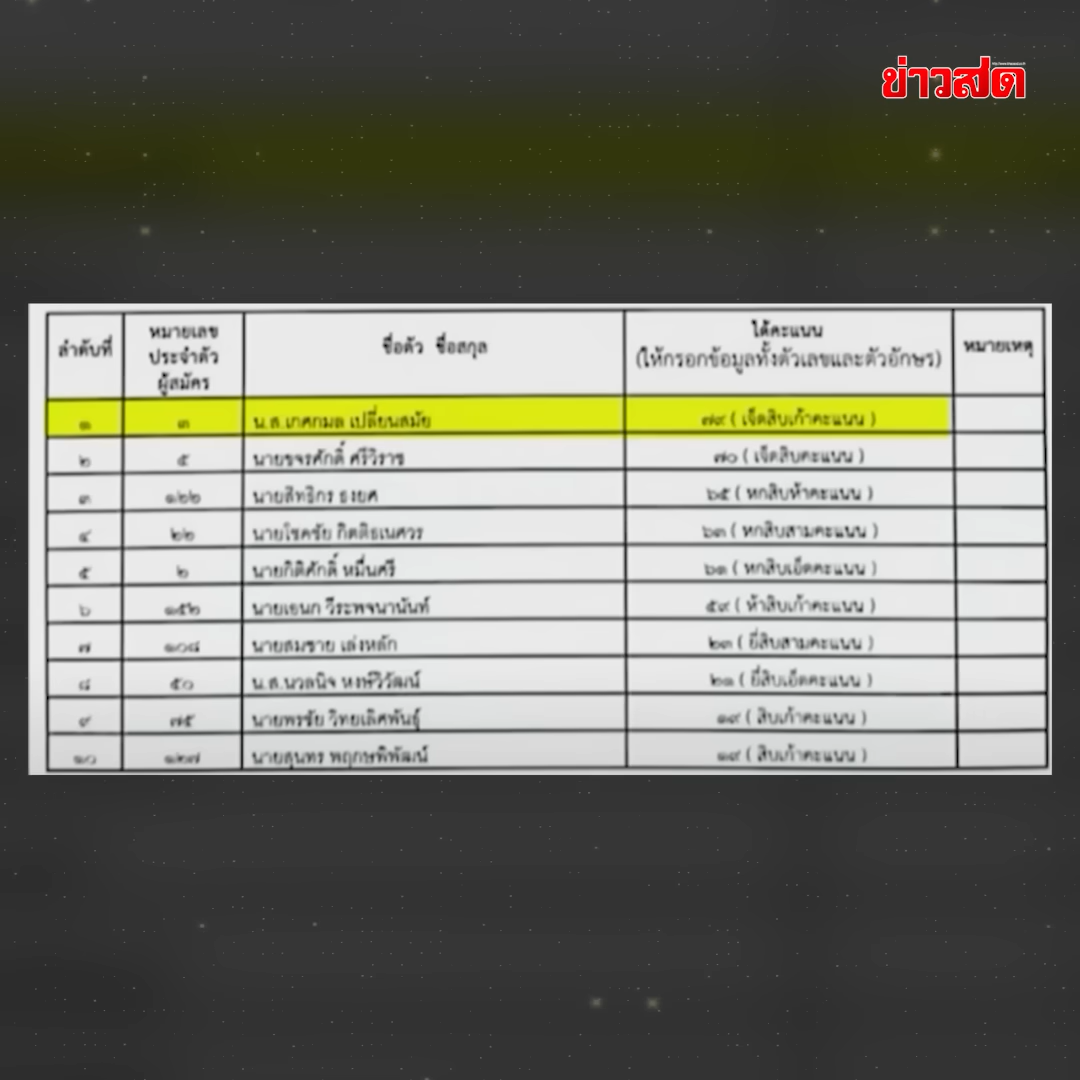 ข่าวสด
ลำดับที่ หมายเลขประจำตัวผู้สมัคร ชื่อตัว ชื่อสกุล ได้คะแนน (ให้กรอกข้อมูลทั้งตัวเลขและตัวอักษร) หมายเหตุ
๑ ๓ น.ส.เกศกมล เปลี่ยนสมัย ๗๙ ( เจ็ดสิบเก้าคะแนน )
๒ ๕ นายขจรศักดิ์ ศรีวิราช ๗๐ ( เจ็ดสิบคะแนน )
๓ ๑๒๒ นายสิทธิกร ธงยศ ๖๕ ( หกสิบห้าคะแนน )
๔ ๒๒ นายโชคชัย กิตติธเนศวร ๖๓ ( หกสิบสามคะแนน )
๕ ๒ นายกิติศักดิ์ หมื่นศรี ๖๑ ( หกสิบเอ็ดคะแนน )
๖ ๑๕๒ นายเอนก วีระพจนานันท์ ๕๙ ( ห้าสิบเก้าคะแนน )
๗ ๑๐๘ นายสมชาย เล่งหลัก ๒๓ ( ยี่สิบสามคะแนน )
๘ ๕๐ น.ส.นวลนิจ หงษ์วิวัฒน์ ๒๑ ( ยี่สิบเอ็ดคะแนน )
๙ ๗๕ นายพรชัย วิทยเลิศพันธุ์ ๑๙ ( สิบเก้าคะแนน )
๑๐ ๑๒๗ นายสุนทร พฤกษพิพัฒน์ ๑๙ ( สิบเก้าคะแนน )